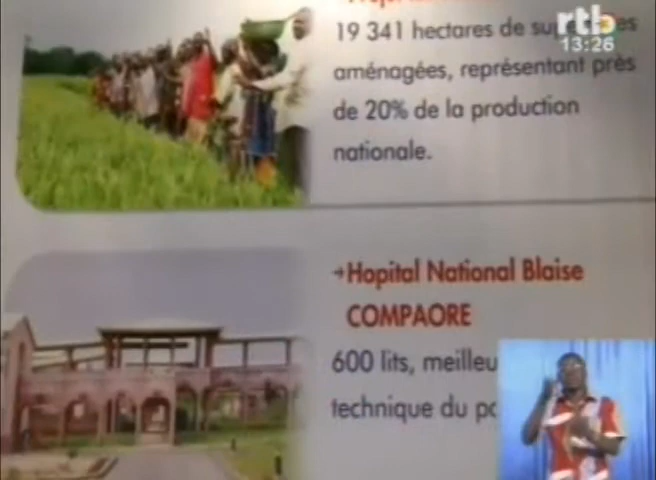 rtb
13:26
19 341 hectares de
aménagées, représentant près
de 20% de la production
nationale.
→Hopital National Blaise
COMPAORE
600 lits,
technique du